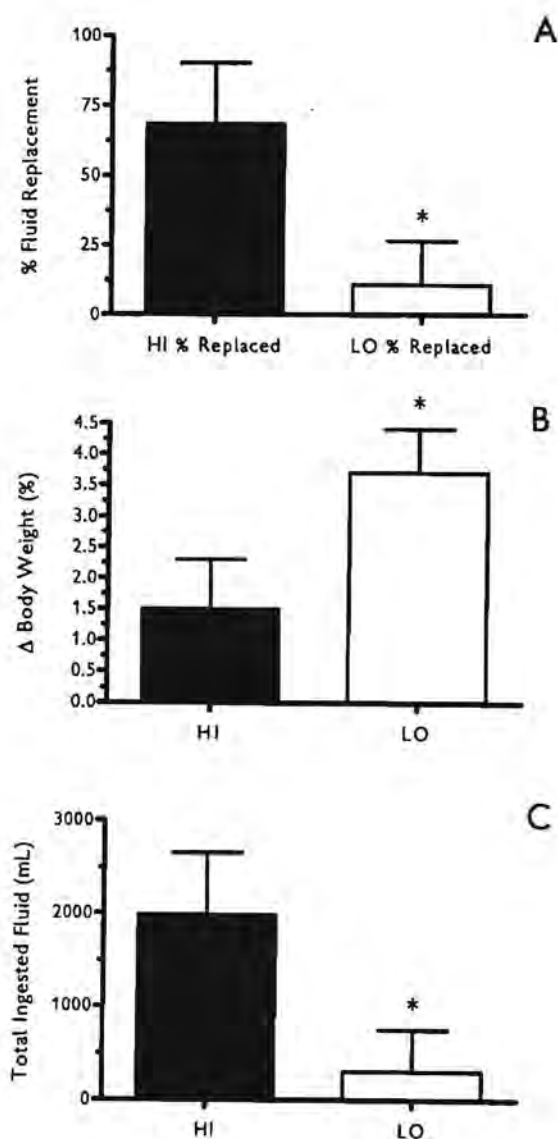 A
% Fluid Replacement
100
75
50
25
0
*
HI % Replaced
LO % Replaced
B
Δ Body Weight (%)
4.5
4.0
3.5
3.0
2.5
2.0
1.5
1.0
0.5
0.0
*
HI
LO
C
Total Ingested Fluid (mL)
3000
2000
1000
0
*
HI
LO